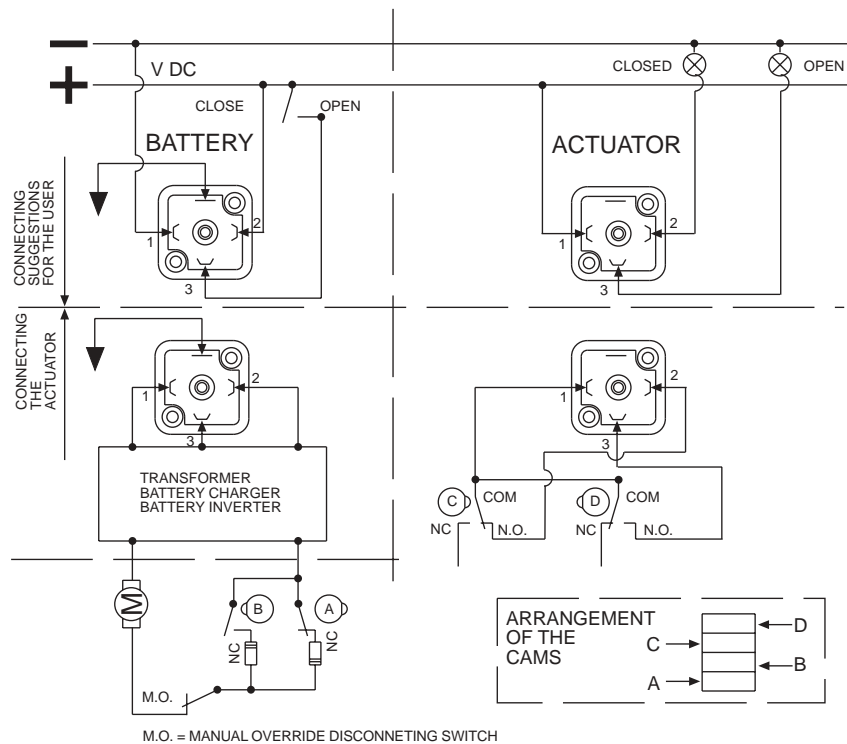 V DC
CLOSED
OPEN
CLOSE
OPEN
BATTERY
ACTUATOR
CONNECTING
SUGGESTIONS
FOR THE USER
1
2
3
1
2
3
CONNECTING
THE
ACTUATOR
1
2
3
1
2
3
TRANSFORMER
BATTERY CHARGER
BATTERY INVERTER
C
COM
D
COM
NC
N.O.
NC
N.O.
M
B
A
NC
NC
M.O.
ARRANGEMENT
OF THE
CAMS
D
C
B
A
M.O. = MANUAL OVERRIDE DISCONNETING SWITCH